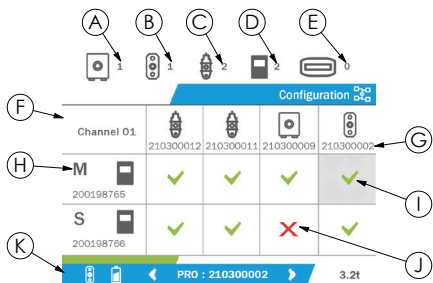 A B C D E
1 1 2 2 0
Configuration
F
Channel 01
210300012 210300011 210300009 210300002
G
H
M
200198765
I
S
200198766
J
K
PRO : 210300002
3.2t